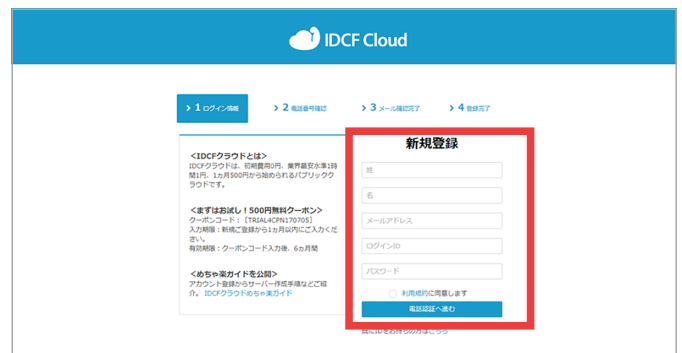 IDCF Cloud
1 ログイン情報
2 電話番号確認
3 メール確認完了
4 登録完了
<IDCFクラウドとは>
IDCFクラウドは、初期費用0円、業界最安水準1時
間1円、1ヵ月500円から始められるパブリックク
ラウドです。
<まずはお試し!500円無料クーポン>
クーポンコード:[TRIAL4CPN17070S]
入力期限:新規ご登録から1ヵ月以内にご入力くだ
さい。
有効期限:クーポンコード入力後、6ヵ月間
<めちゃ楽ガイドを公開>
アカウント登録からサーバー作成手順などご紹
介。 IDCFクラウドめちゃ楽ガイド
新規登録
姓
名
メールアドレス
ログインID
パスワード
利用規約に同意します
電話認証へ進む
既にIDをお持ちの方はこちら